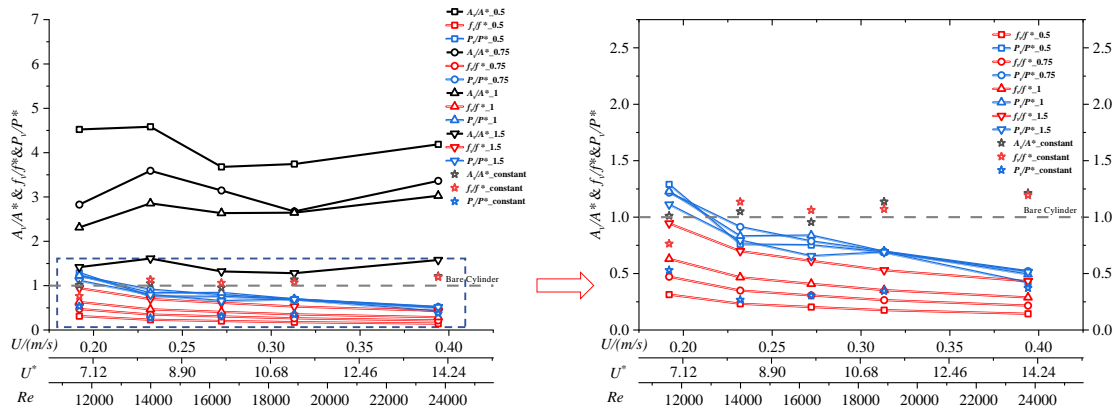 7
6
5
4
3
2
1
0
A_v/A* & f_v/f* & P_v/P*
A_v/A*_0.5
f_v/f*_0.5
P_v/P*_0.5
A_v/A*_0.75
f_v/f*_0.75
P_v/P*_0.75
A_v/A*_1
f_v/f*_1
P_v/P*_1
A_v/A*_1.5
f_v/f*_1.5
P_v/P*_1.5
A_v/A*_constant
f_v/f*_constant
P_v/P*_constant
Bare Cylinder
U/(m/s) 0.20 0.25 0.30 0.35 0.40
U* 7.12 8.90 10.68 12.46 14.24
Re 12000 14000 16000 18000 20000 22000 24000
2.5
2.0
1.5
1.0
0.5
0.0
A_v/A* & f_v/f* & P_v/P*
f_v/f*_0.5
P_v/P*_0.5
f_v/f*_0.75
P_v/P*_0.75
f_v/f*_1
P_v/P*_1
f_v/f*_1.5
P_v/P*_1.5
A_v/A*_constant
f_v/f*_constant
P_v/P*_constant
Bare Cylinder
2.5
2.0
1.5
1.0
0.5
0.0
U/(m/s) 0.20 0.25 0.30 0.35 0.40
U* 7.12 8.90 10.68 12.46 14.24
Re 12000 14000 16000 18000 20000 22000 24000